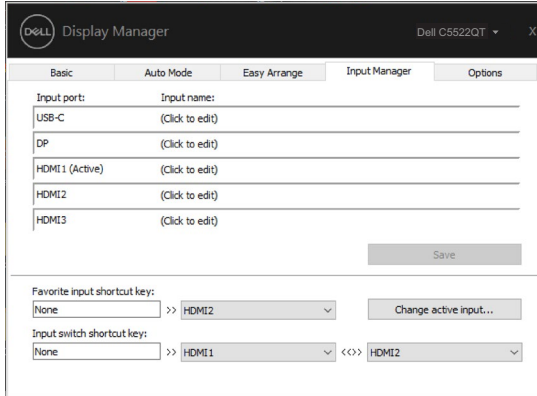 DELL Display Manager Dell C5522QT X
Basic Auto Mode Easy Arrange Input Manager Options
Input port: Input name:
USB-C (Click to edit)
DP (Click to edit)
HDMI1 (Active) (Click to edit)
HDMI2 (Click to edit)
HDMI3 (Click to edit)
Save
Favorite input shortcut key:
None >> HDMI2 Change active input...
Input switch shortcut key:
None >> HDMI1 <<>> HDMI2